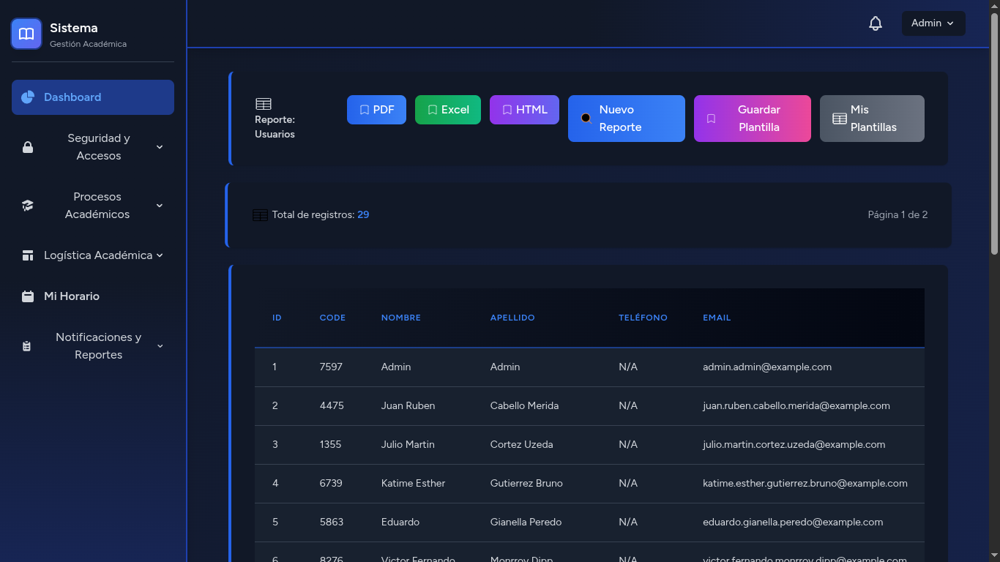 Sistema
Gestión Académica
Dashboard
Seguridad y
Accesos
Procesos
Académicos
Logística Académica
Mi Horario
Notificaciones y
Reportes
Admin
Reporte:
Usuarios
PDF
Excel
HTML
Nuevo
Reporte
Guardar
Plantilla
Mis
Plantillas
Total de registros: 29
Página 1 de 2
ID CODE NOMBRE APELLIDO TELÉFONO EMAIL
1 7597 Admin Admin N/A admin.admin@example.com
2 4475 Juan Ruben Cabello Merida N/A juan.ruben.cabello.merida@example.com
3 1355 Julio Martin Cortez Uzeda N/A julio.martin.cortez.uzeda@example.com
4 6739 Katime Esther Gutierrez Bruno N/A katime.esther.gutierrez.bruno@example.com
5 5863 Eduardo Gianella Peredo N/A eduardo.gianella.peredo@example.com
6 8276 Victor Fernando Monrroy Dipp N/A victor.fernando.monrroy.dipp@example.com